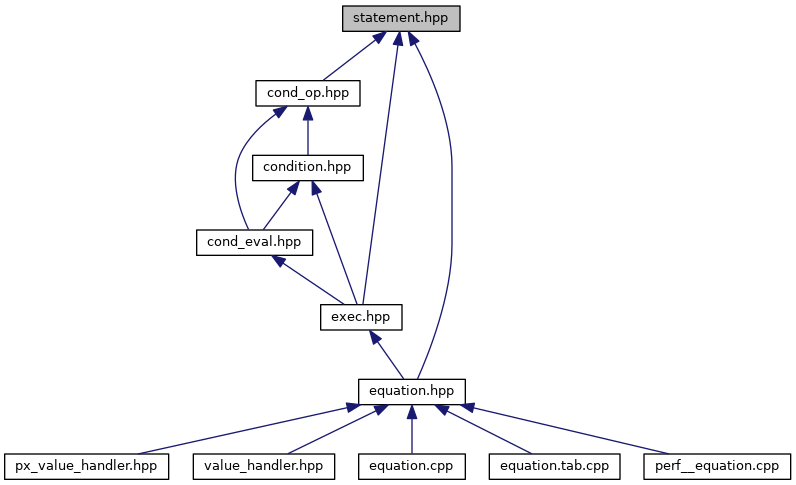 statement.hpp
cond_op.hpp
condition.hpp
cond_eval.hpp
exec.hpp
equation.hpp
px_value_handler.hpp
value_handler.hpp
equation.cpp
equation.tab.cpp
perf__equation.cpp